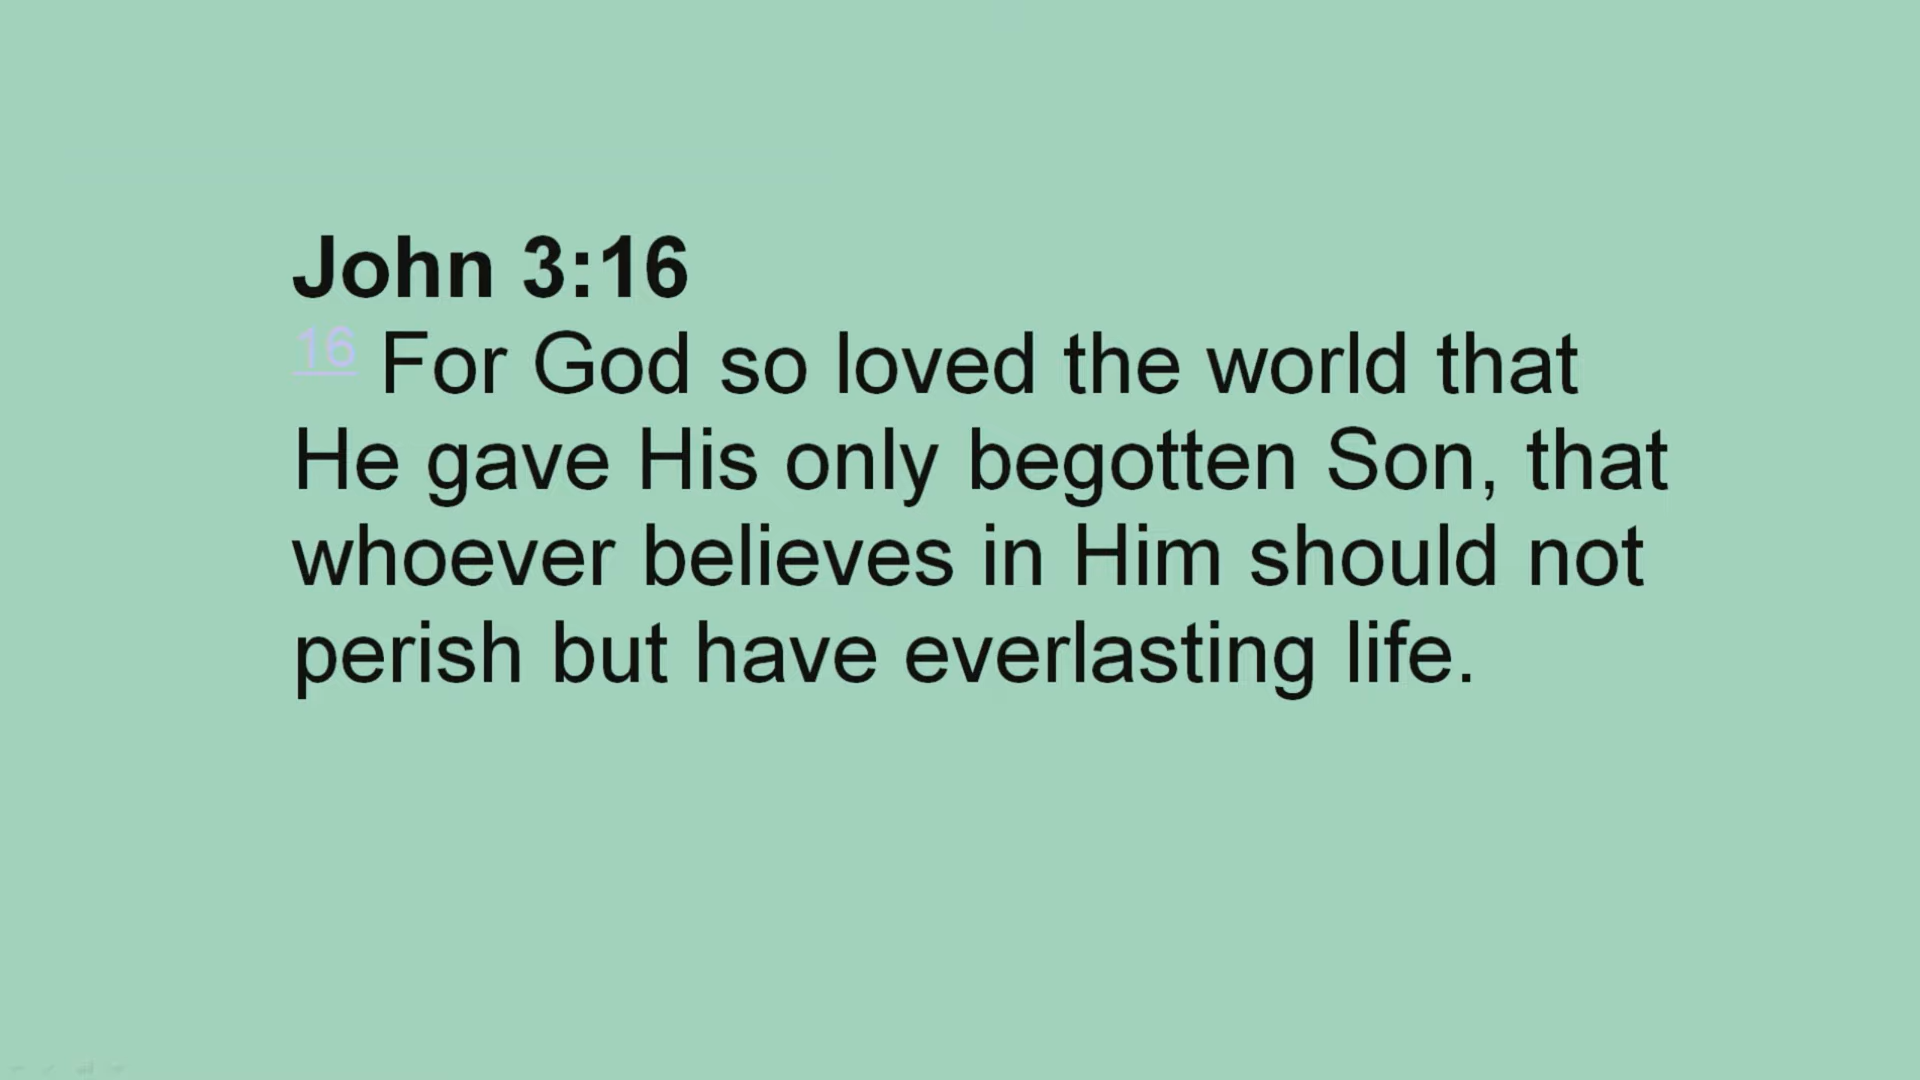 John 3:16
16 For God so loved the world that
He gave His only begotten Son, that
whoever believes in Him should not
perish but have everlasting life.